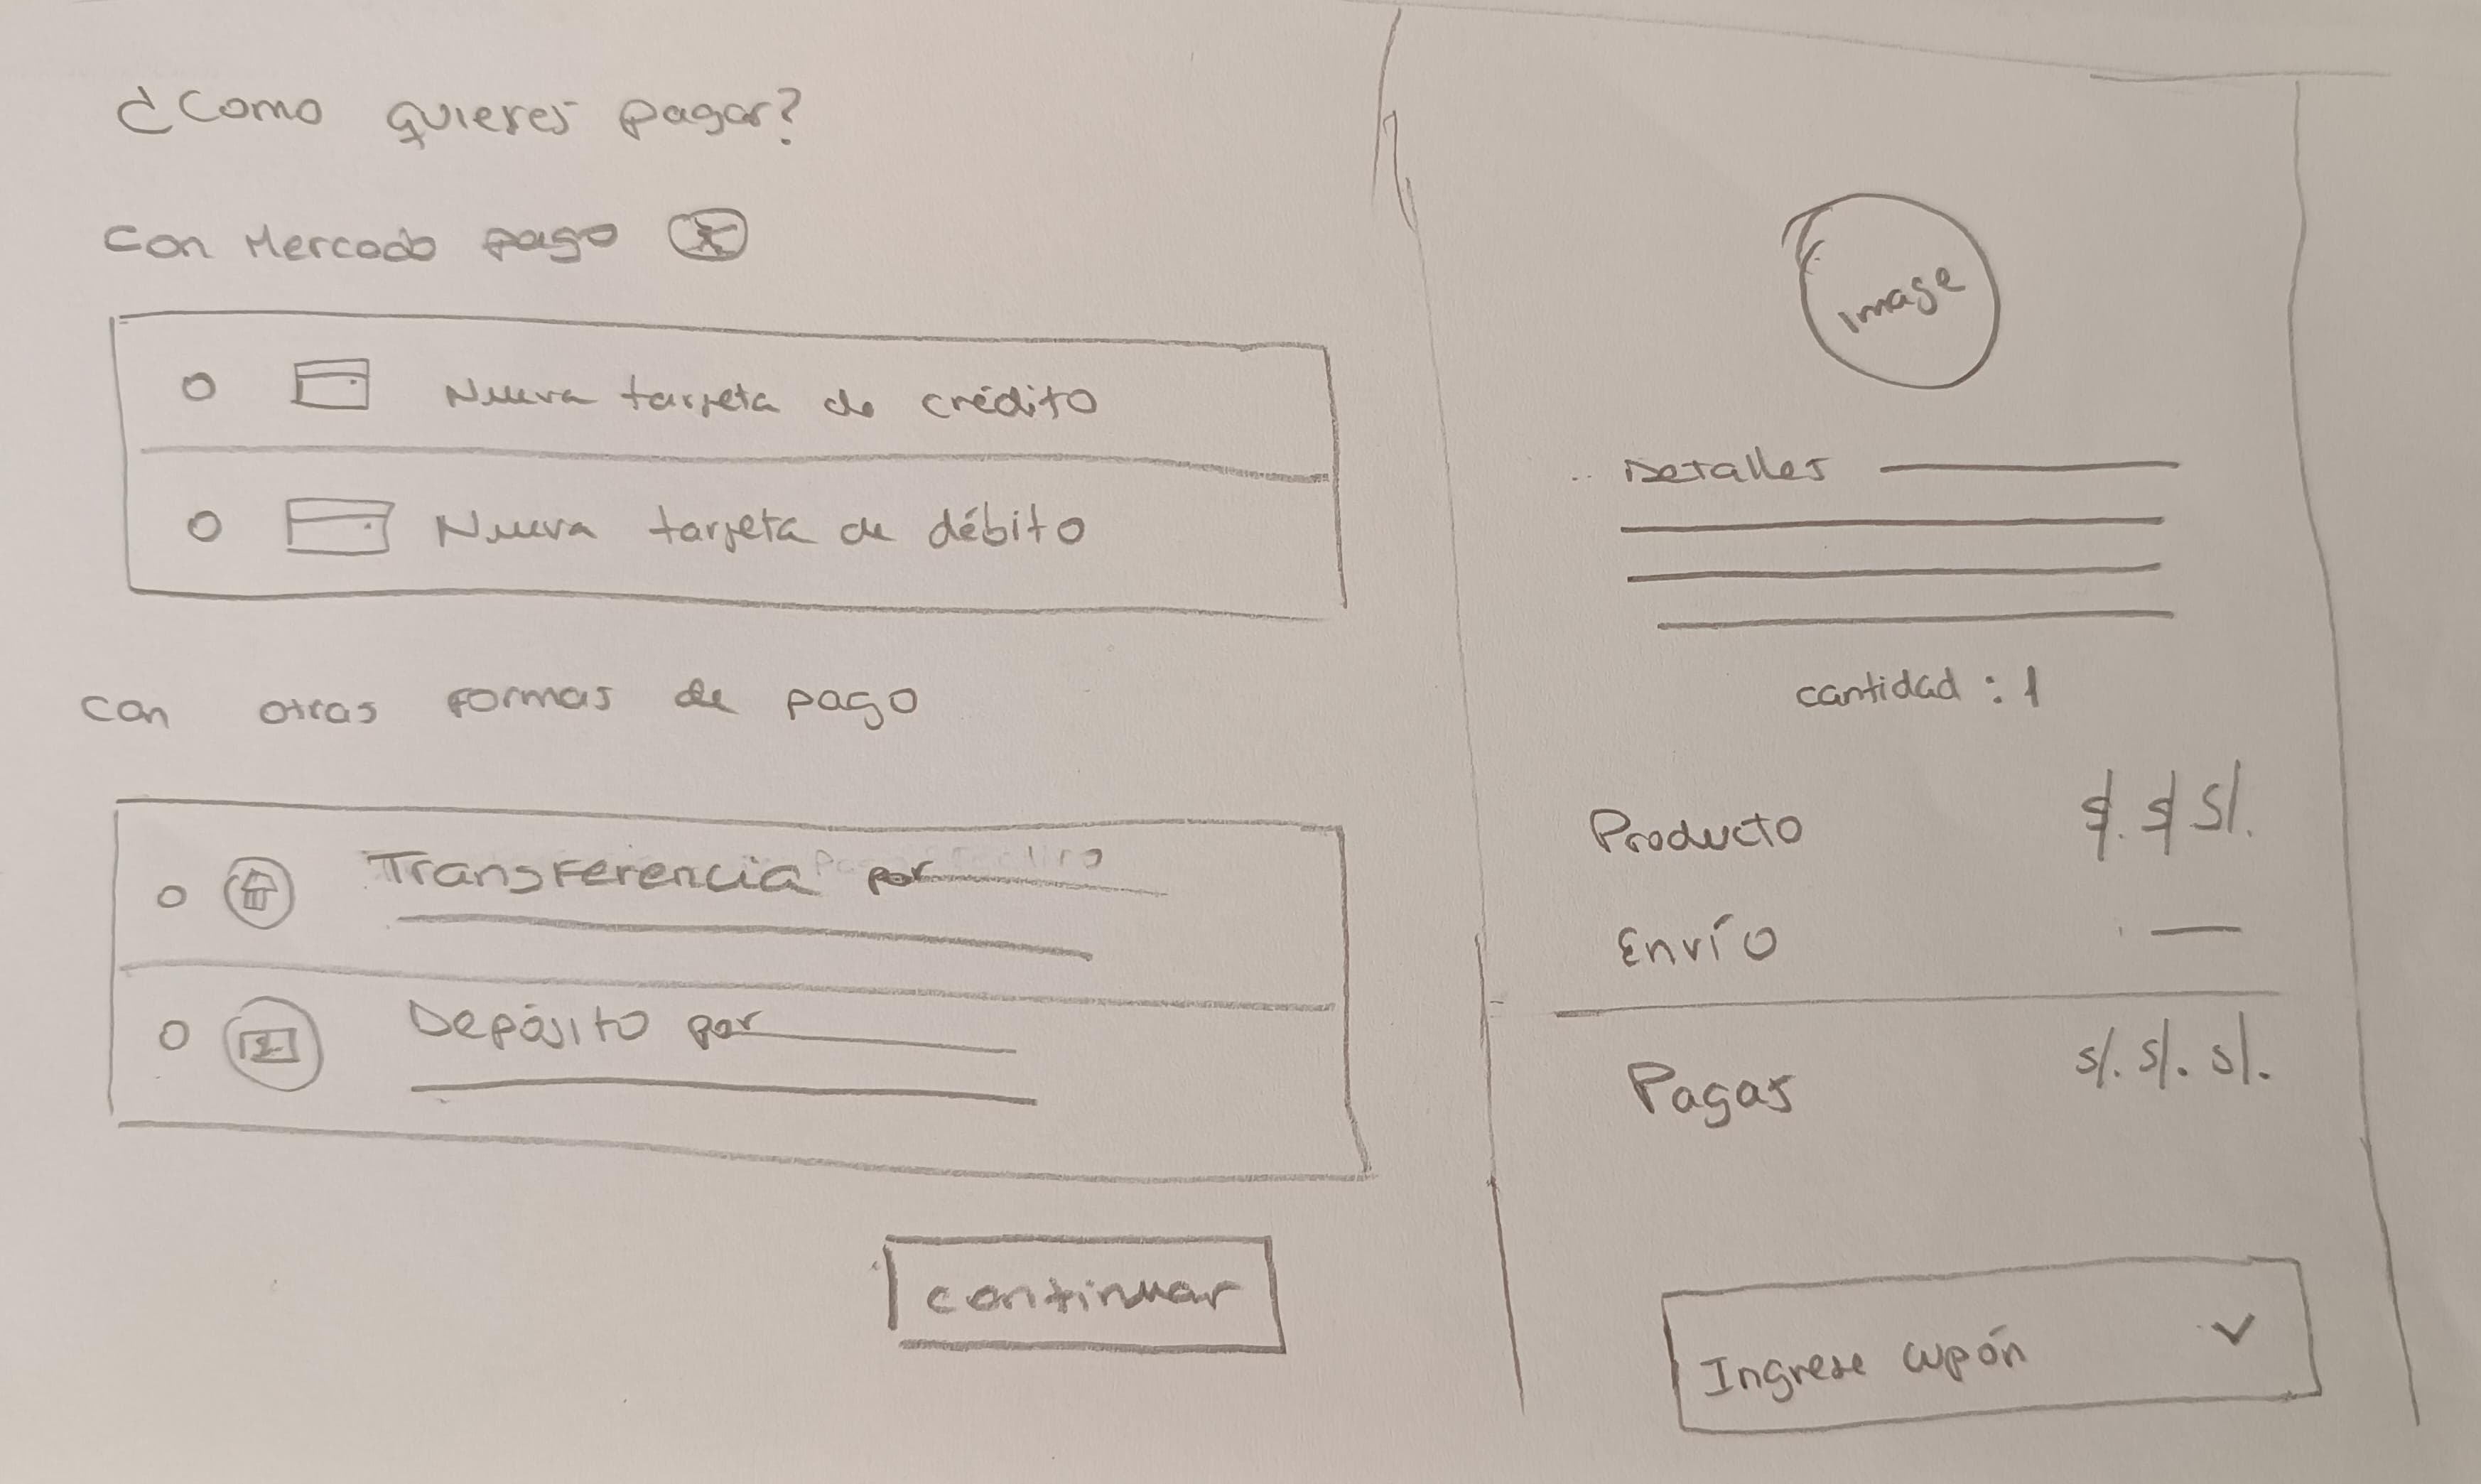 ¿Como quieres pagar?
con Mercado pago
Nueva tarjeta de crédito
Nueva tarjeta de débito
con otras formas de pago
Transferencia por
Depósito por
continuar
image
Detalles
cantidad : 1
Producto $. $ S/.
Envío
Pagas S/. S/. S/.
Ingrese cupón